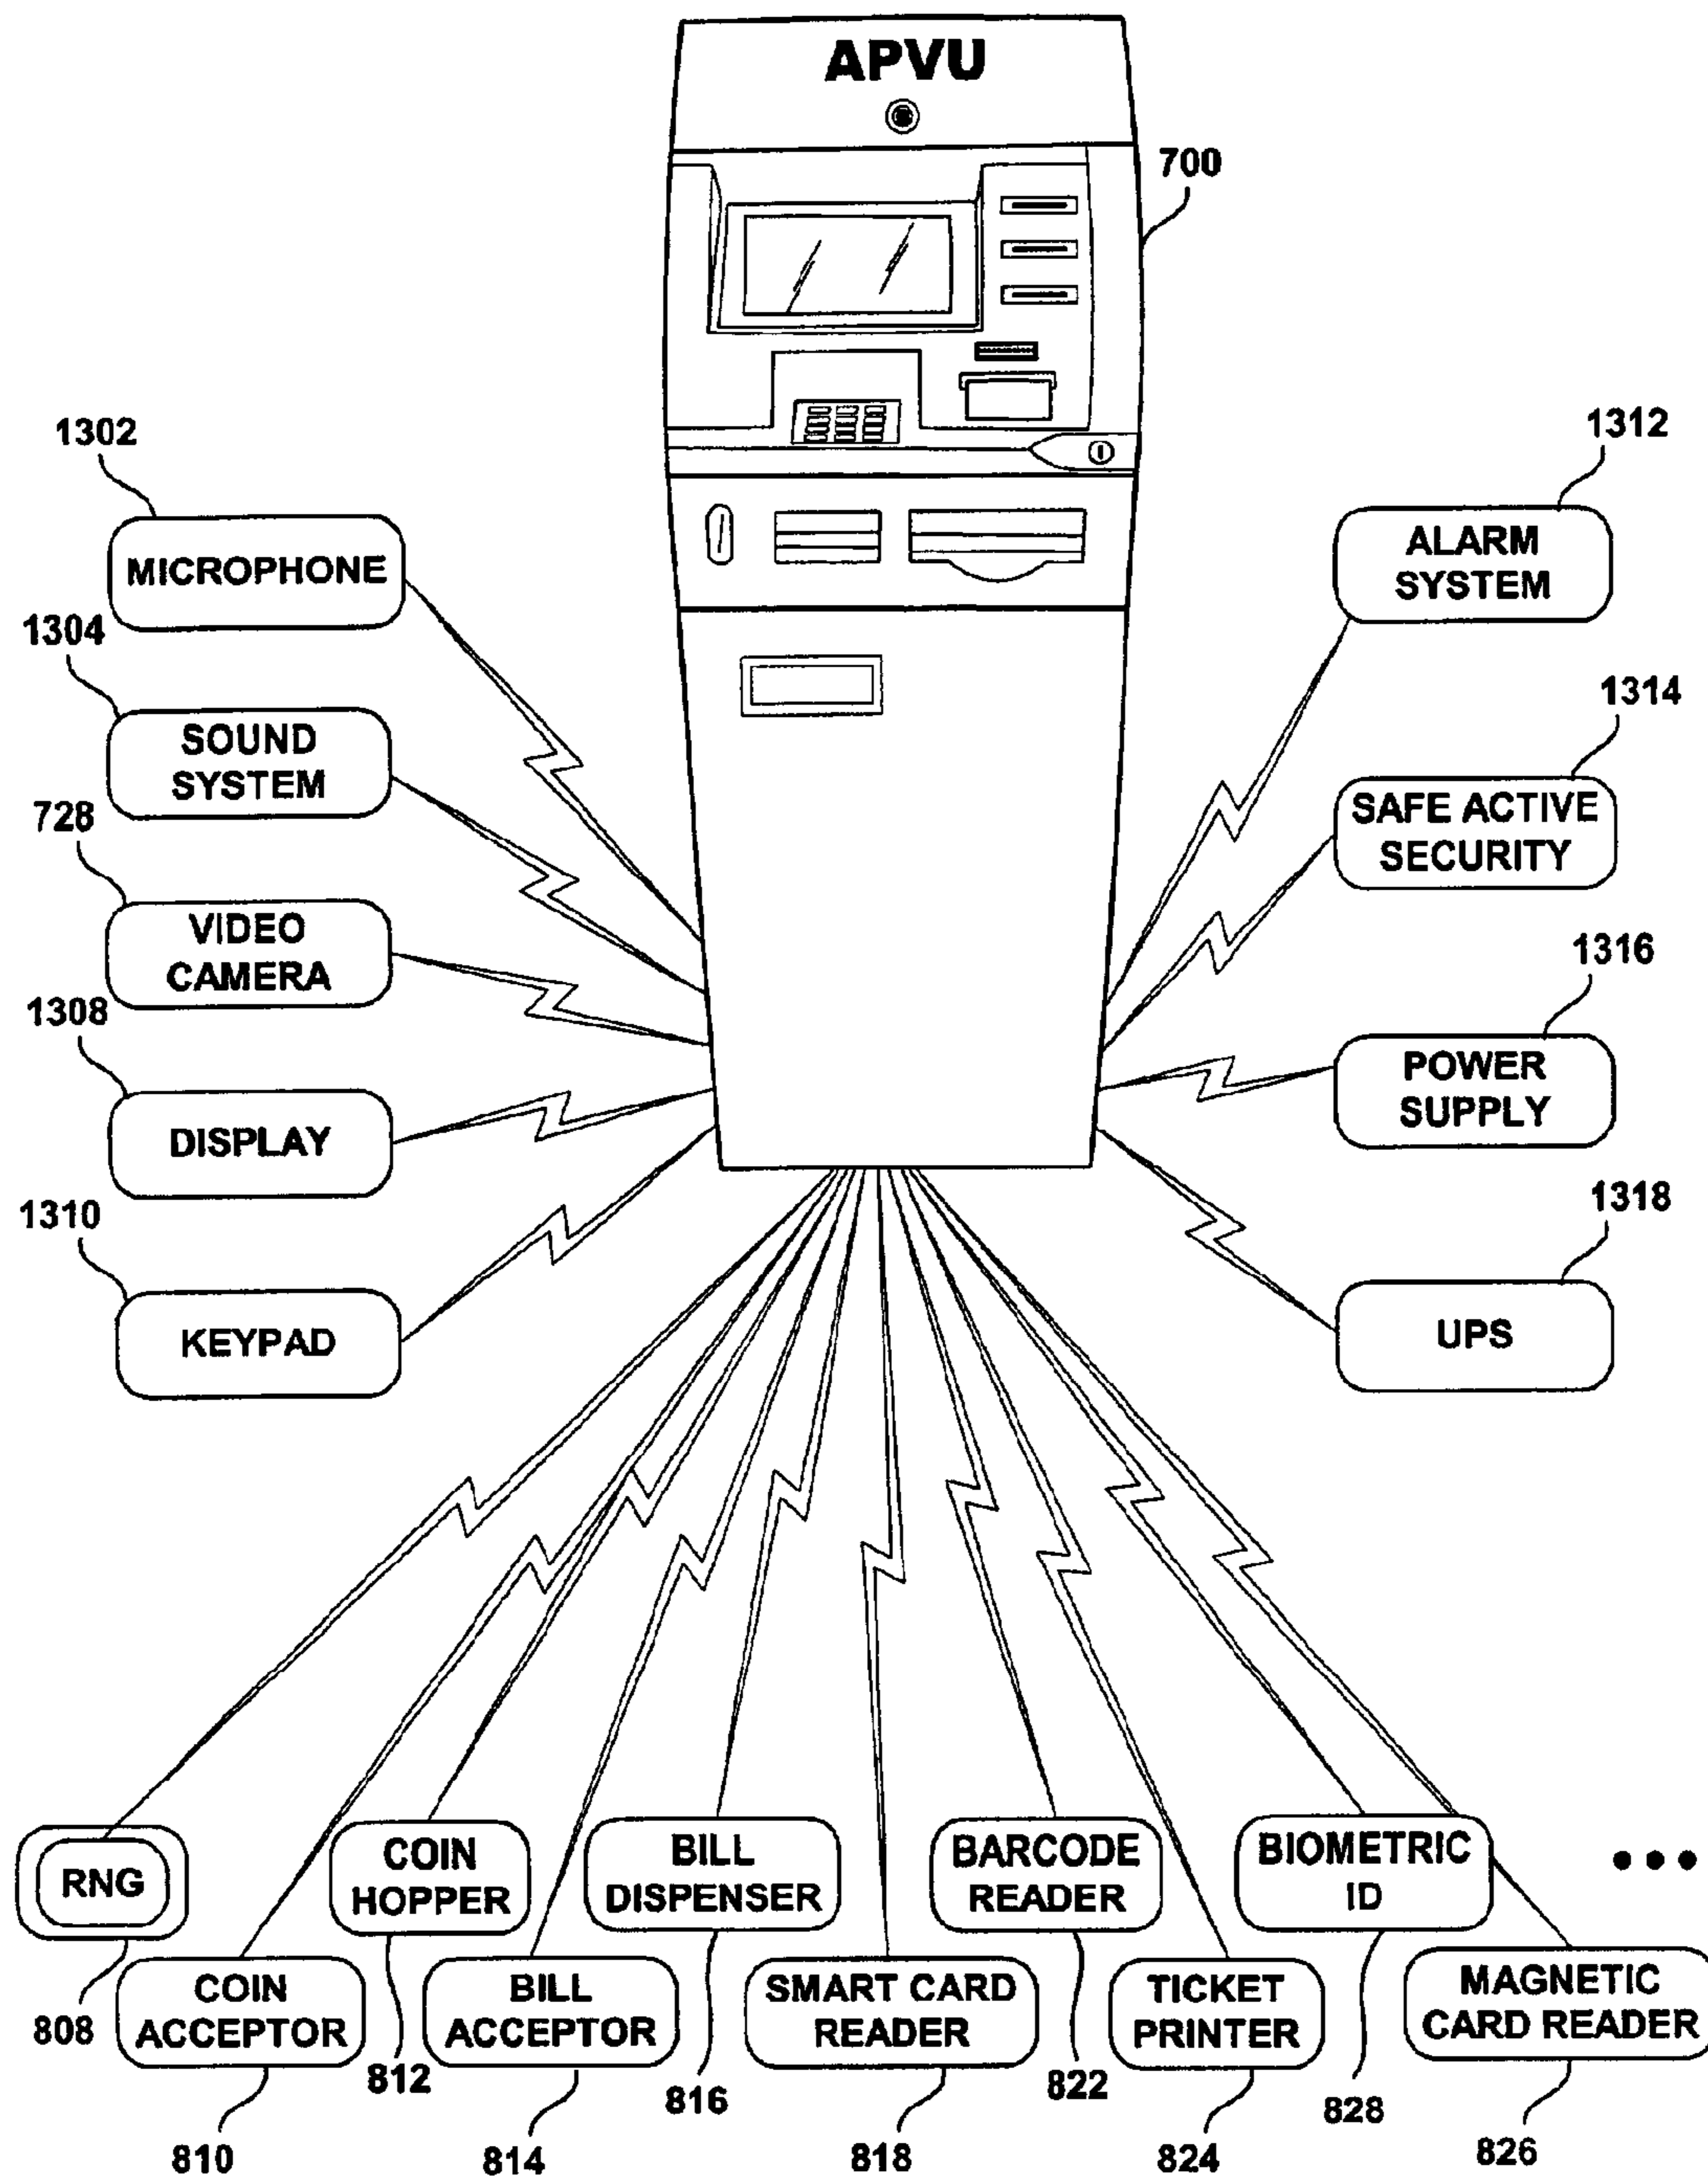 APVU
700
1302
MICROPHONE
1304
SOUND
SYSTEM
728
VIDEO
CAMERA
1308
DISPLAY
1310
KEYPAD
1312
ALARM
SYSTEM
1314
SAFE ACTIVE
SECURITY
1316
POWER
SUPPLY
1318
UPS
RNG
808
COIN
ACCEPTOR
810
COIN
HOPPER
812
BILL
ACCEPTOR
814
BILL
DISPENSER
816
SMART CARD
READER
818
BARCODE
READER
822
TICKET
PRINTER
824
BIOMETRIC
ID
828
MAGNETIC
CARD READER
826
•••